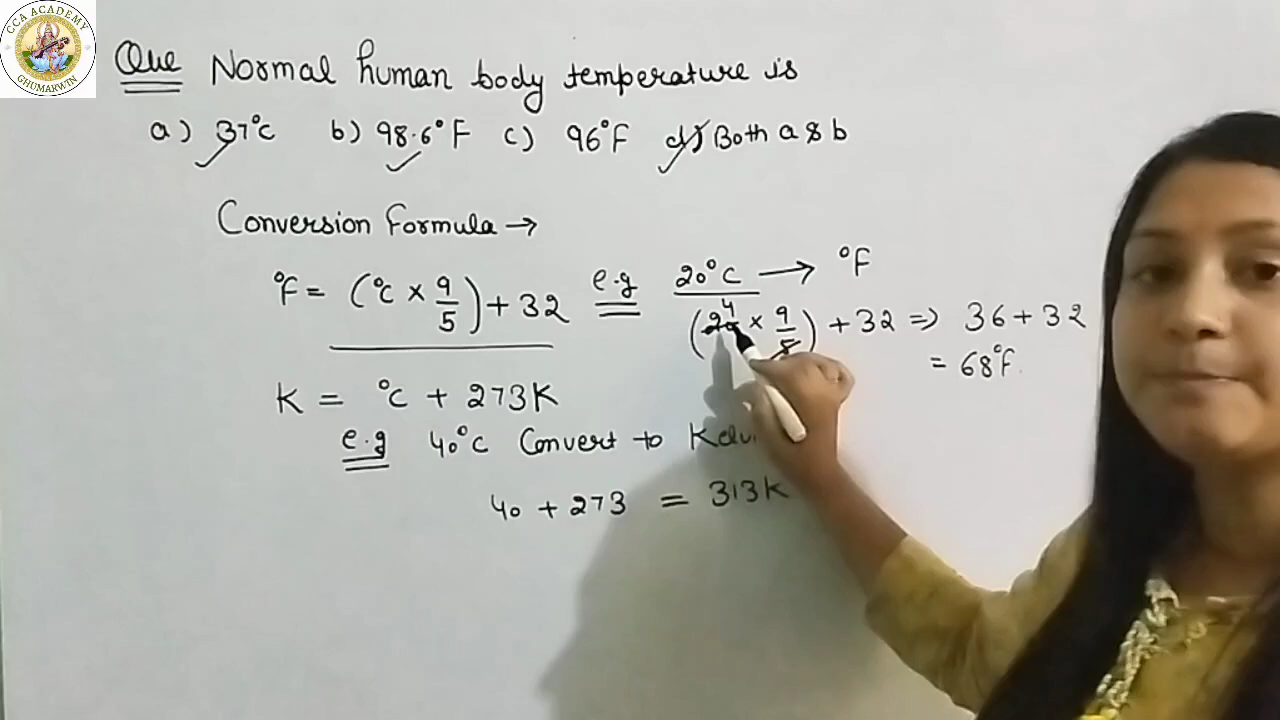 CCA ACADEMY
GHUMARWIN
Que Normal human body temperature is
a) 37°C b) 98.6°F c) 96°F d) Both a & b
Conversion Formula →
°F = (°C × 9/5) + 32 e.g 20°C → °F
(20 4 × 9/5) + 32 ⇒ 36 + 32
= 68°F
K = °C + 273K
e.g 40°C Convert to
40 + 273 = 313K